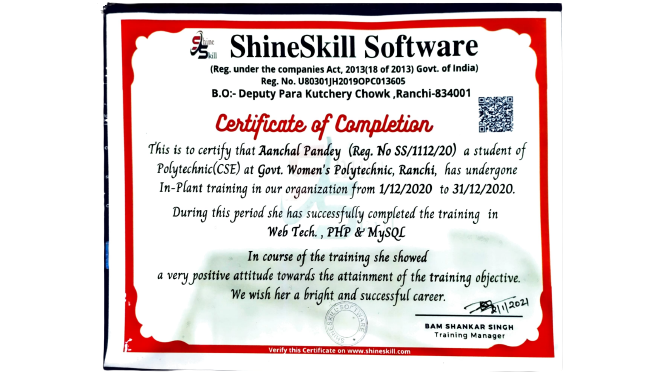 Shine
Skill
ShineSkill Software
(Reg. under the companies Act, 2013(18 of 2013) Govt. of India)
Reg. No. U80301JH2019OPC013605
B.O:- Deputy Para Kutchery Chowk ,Ranchi-834001
Certificate of Completion
This is to certify that Aanchal Pandey (Reg. No SS/1112/20) a student of
Polytechnic(CSE) at Govt. Women's Polytechnic, Ranchi, has undergone
In-Plant training in our organization from 1/12/2020 to 31/12/2020.
During this period she has successfully completed the training in
Web Tech. , PHP & MySQL
In course of the training she showed
a very positive attitude towards the attainment of the training objective.
We wish her a bright and successful career.
SHINESKILL SOFTWARE
BAM SHANKAR SINGH
Training Manager
Verify this Certificate on www.shineskill.com